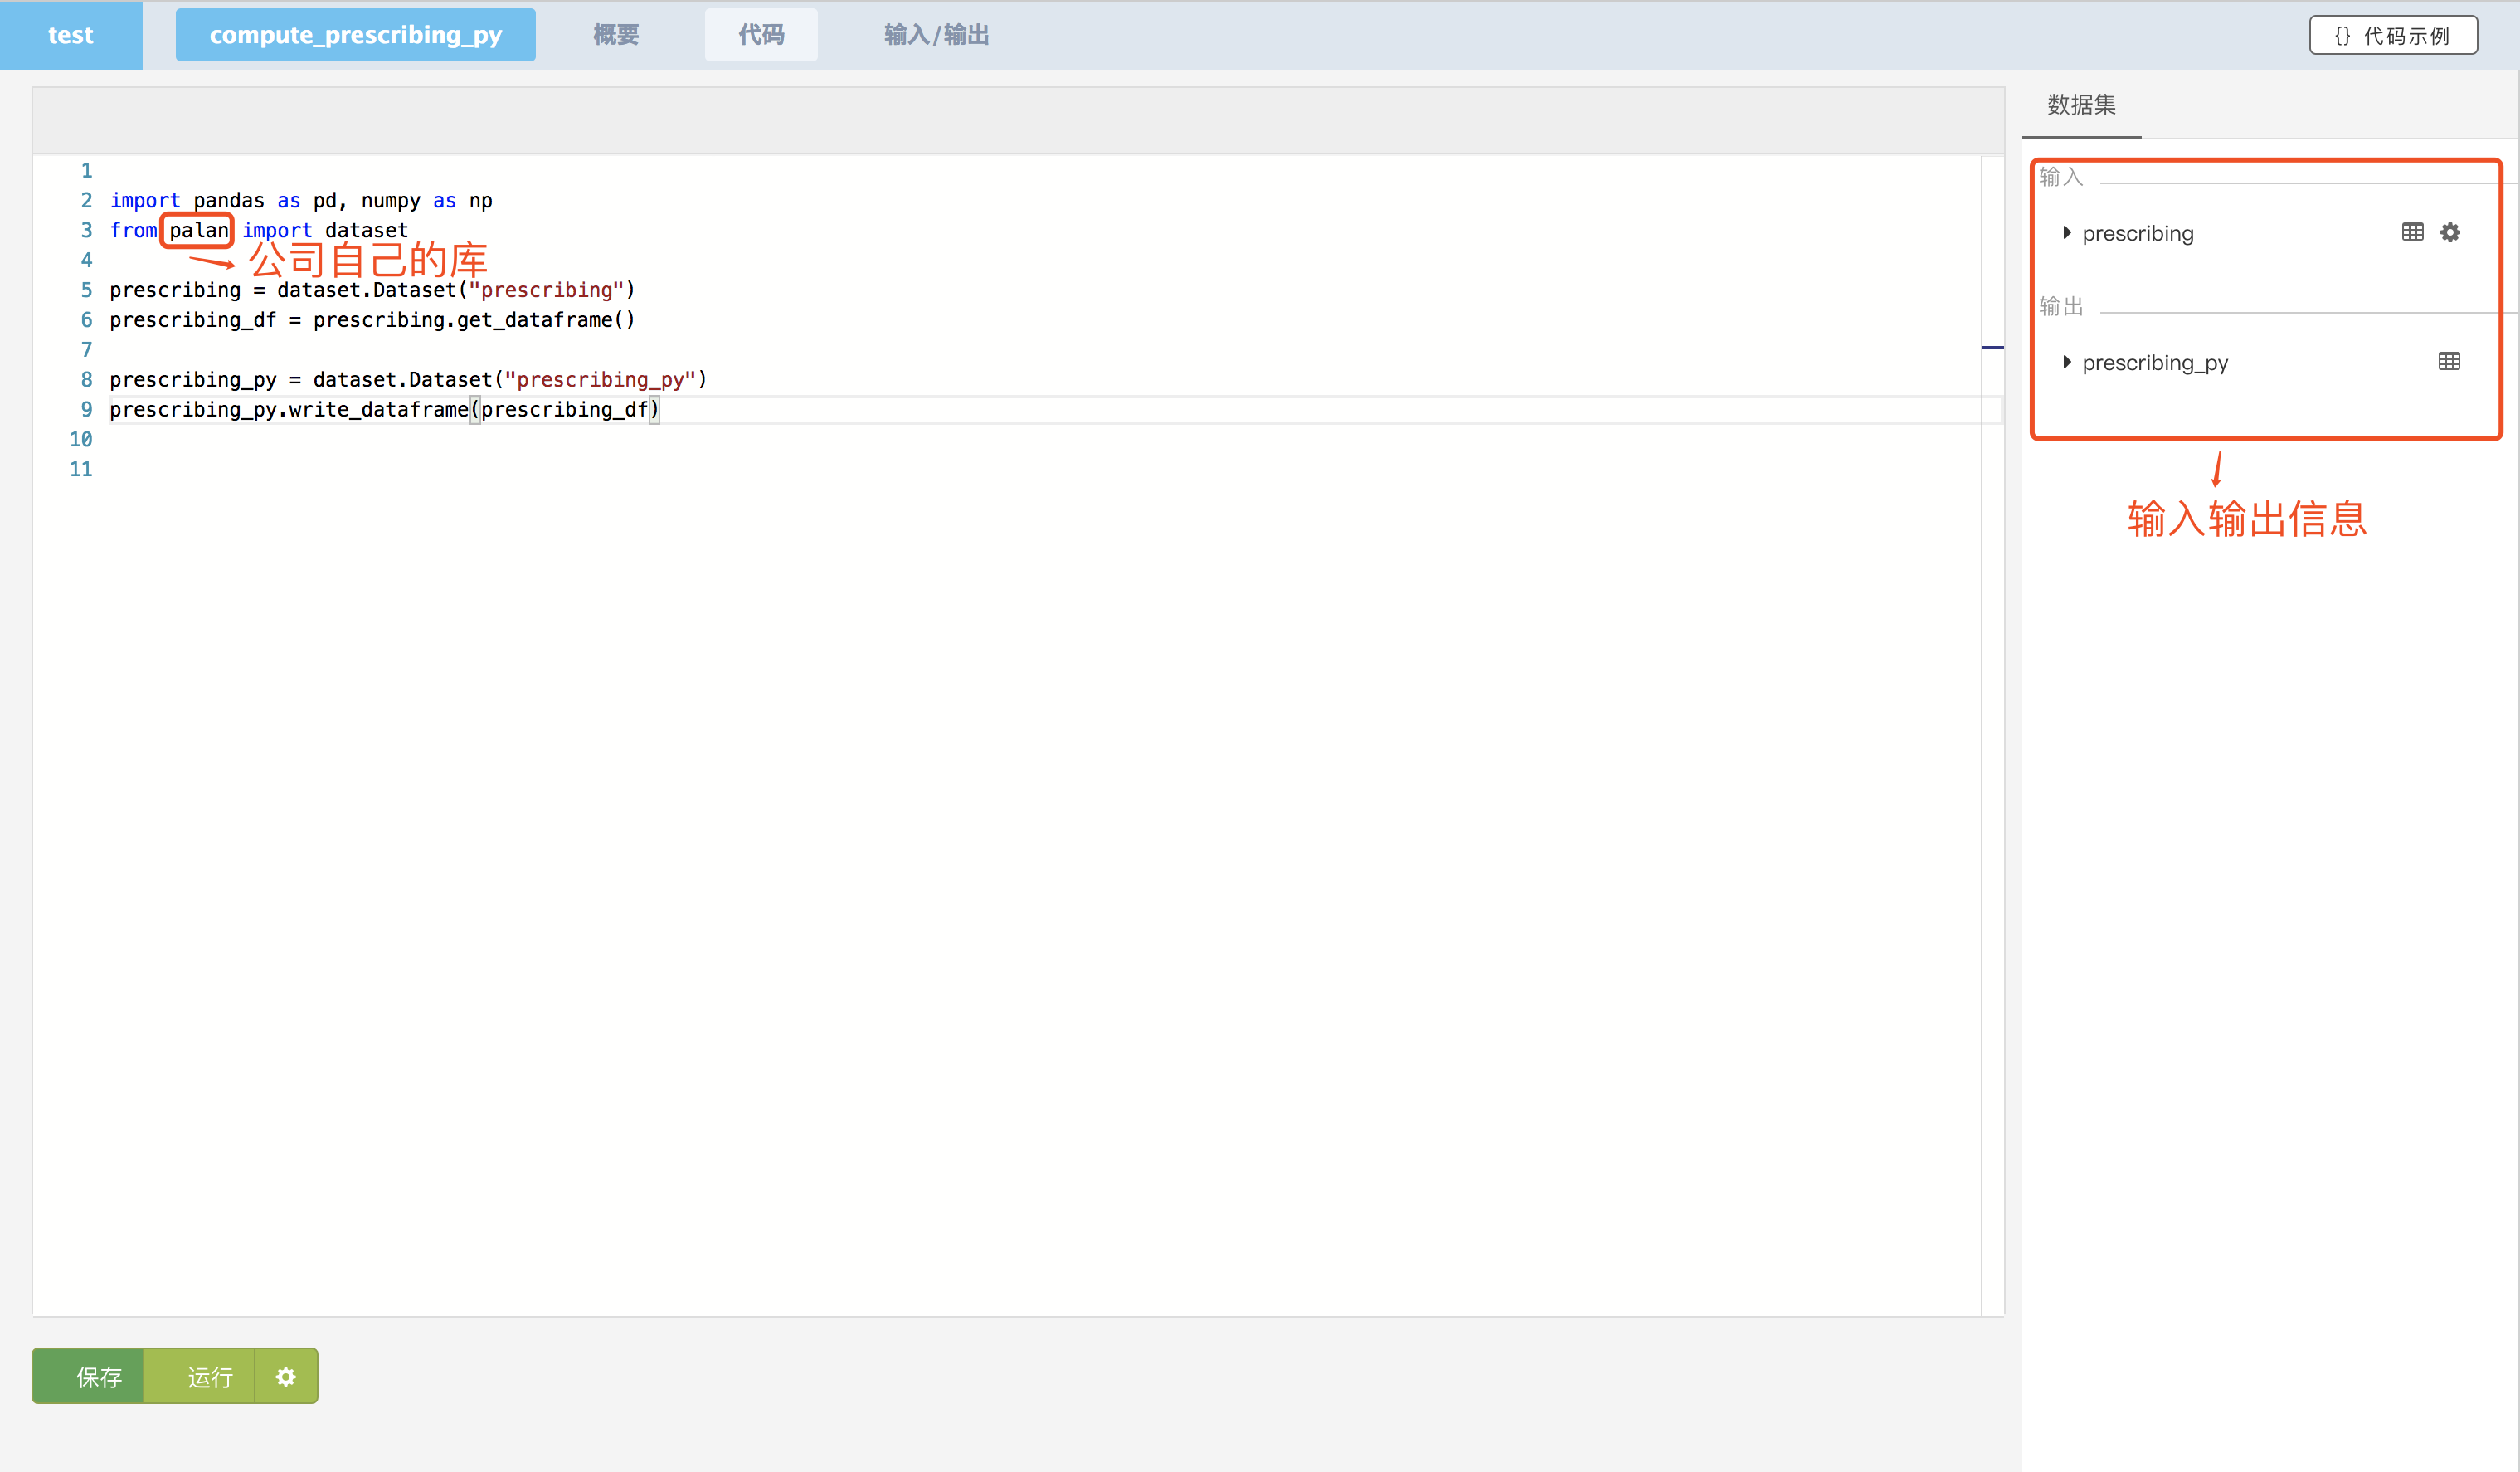 test
compute_prescribing_py
概要
代码
输入/输出
{} 代码示例
数据集
1
2 import pandas as pd, numpy as np
3 from palan import dataset
4
公司自己的库
5 prescribing = dataset.Dataset("prescribing")
6 prescribing_df = prescribing.get_dataframe()
7
8 prescribing_py = dataset.Dataset("prescribing_py")
9 prescribing_py.write_dataframe(prescribing_df)
10
11
输入
prescribing
输出
prescribing_py
输入输出信息
保存
运行